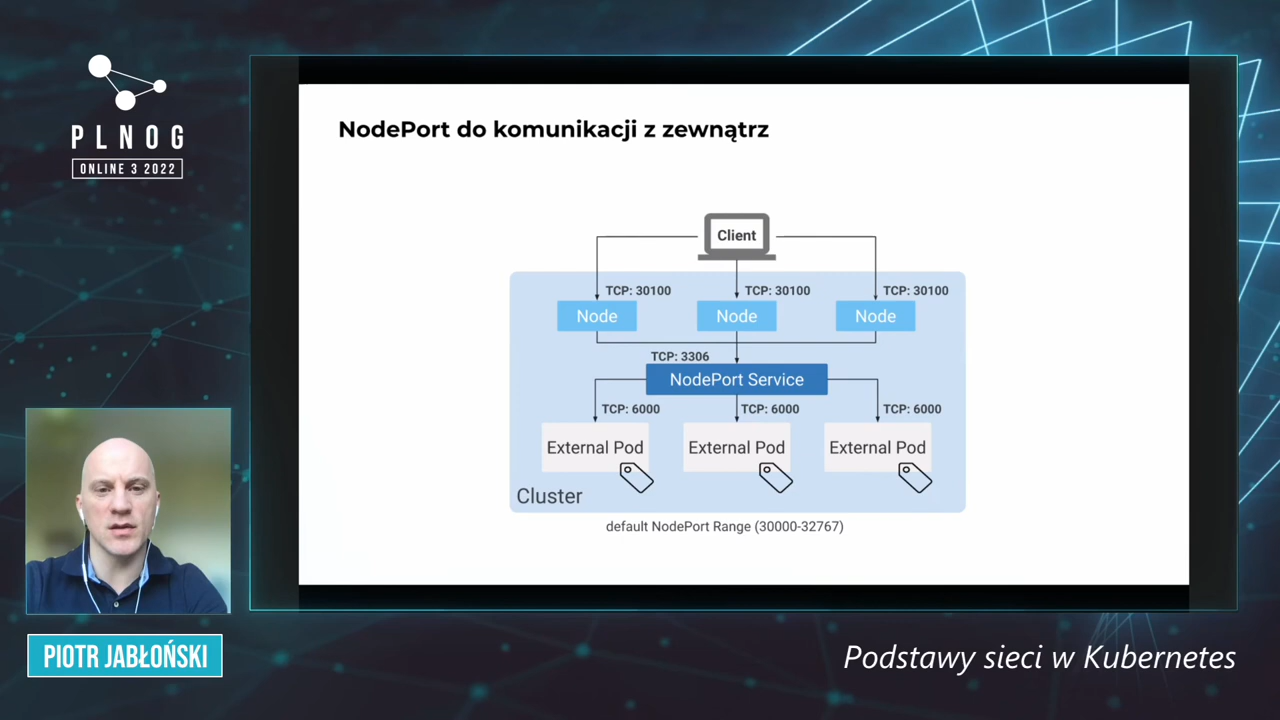 PLNOG
ONLINE 3 2022
NodePort do komunikacji z zewnątrz
Client
TCP: 30100
TCP: 30100
TCP: 30100
Node
Node
Node
TCP: 3306
NodePort Service
TCP: 6000
TCP: 6000
TCP: 6000
External Pod
External Pod
External Pod
Cluster
default NodePort Range (30000-32767)
PIOTR JABŁOŃSKI
Podstawy sieci w Kubernetes